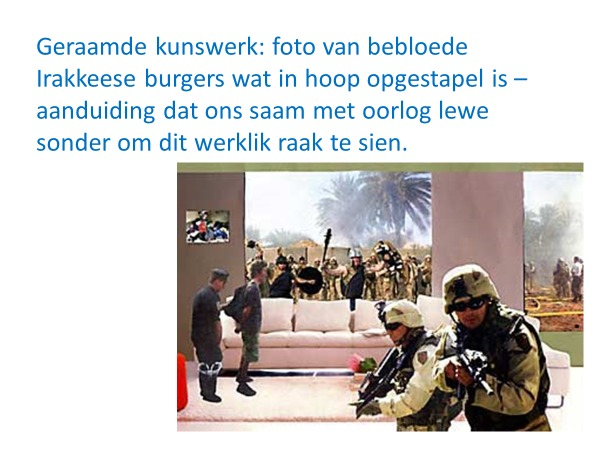 Geraamde kunswerk: foto van bebloede
Irakkeese burgers wat in hoop opgestapel is –
aanduiding dat ons saam met oorlog lewe
sonder om dit werklik raak te sien.